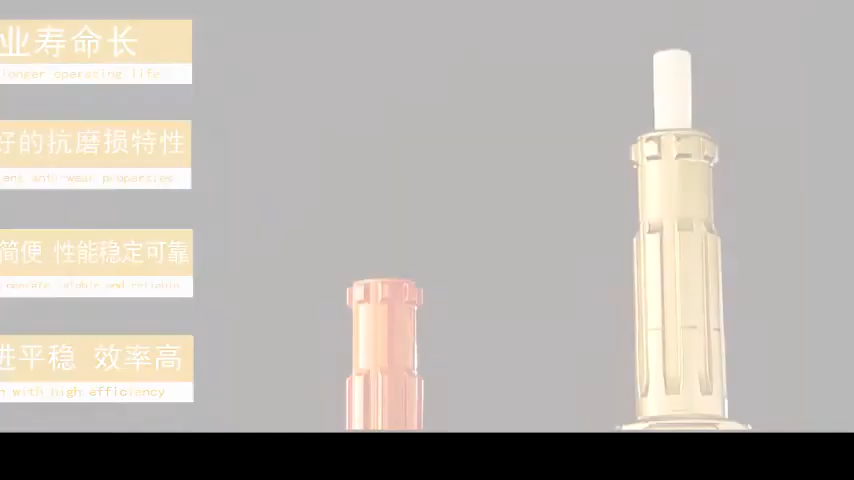 业寿命长
longer operating life
好的抗磨损特性
ent anti-wear properties
简便 性能稳定可靠
operate, stable and reliable
进平稳 效率高
n with high efficiency